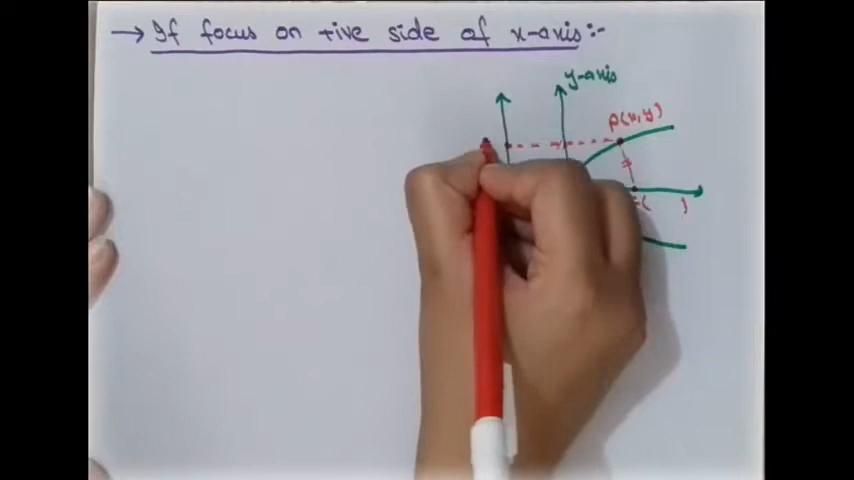 → If focus on +ive side of x-axis:-
y-axis
P(x,y)
( )